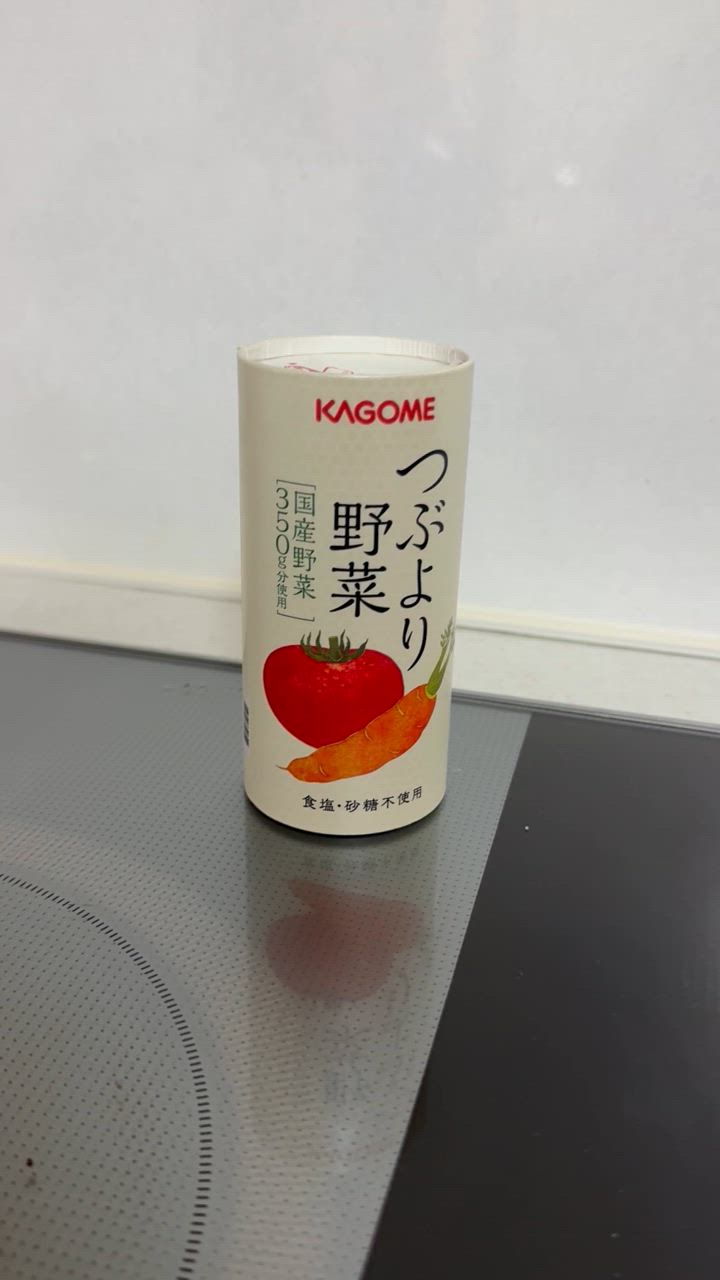 KAGOME
つぶより
野菜
国産野菜
350g分使用
食塩・砂糖不使用